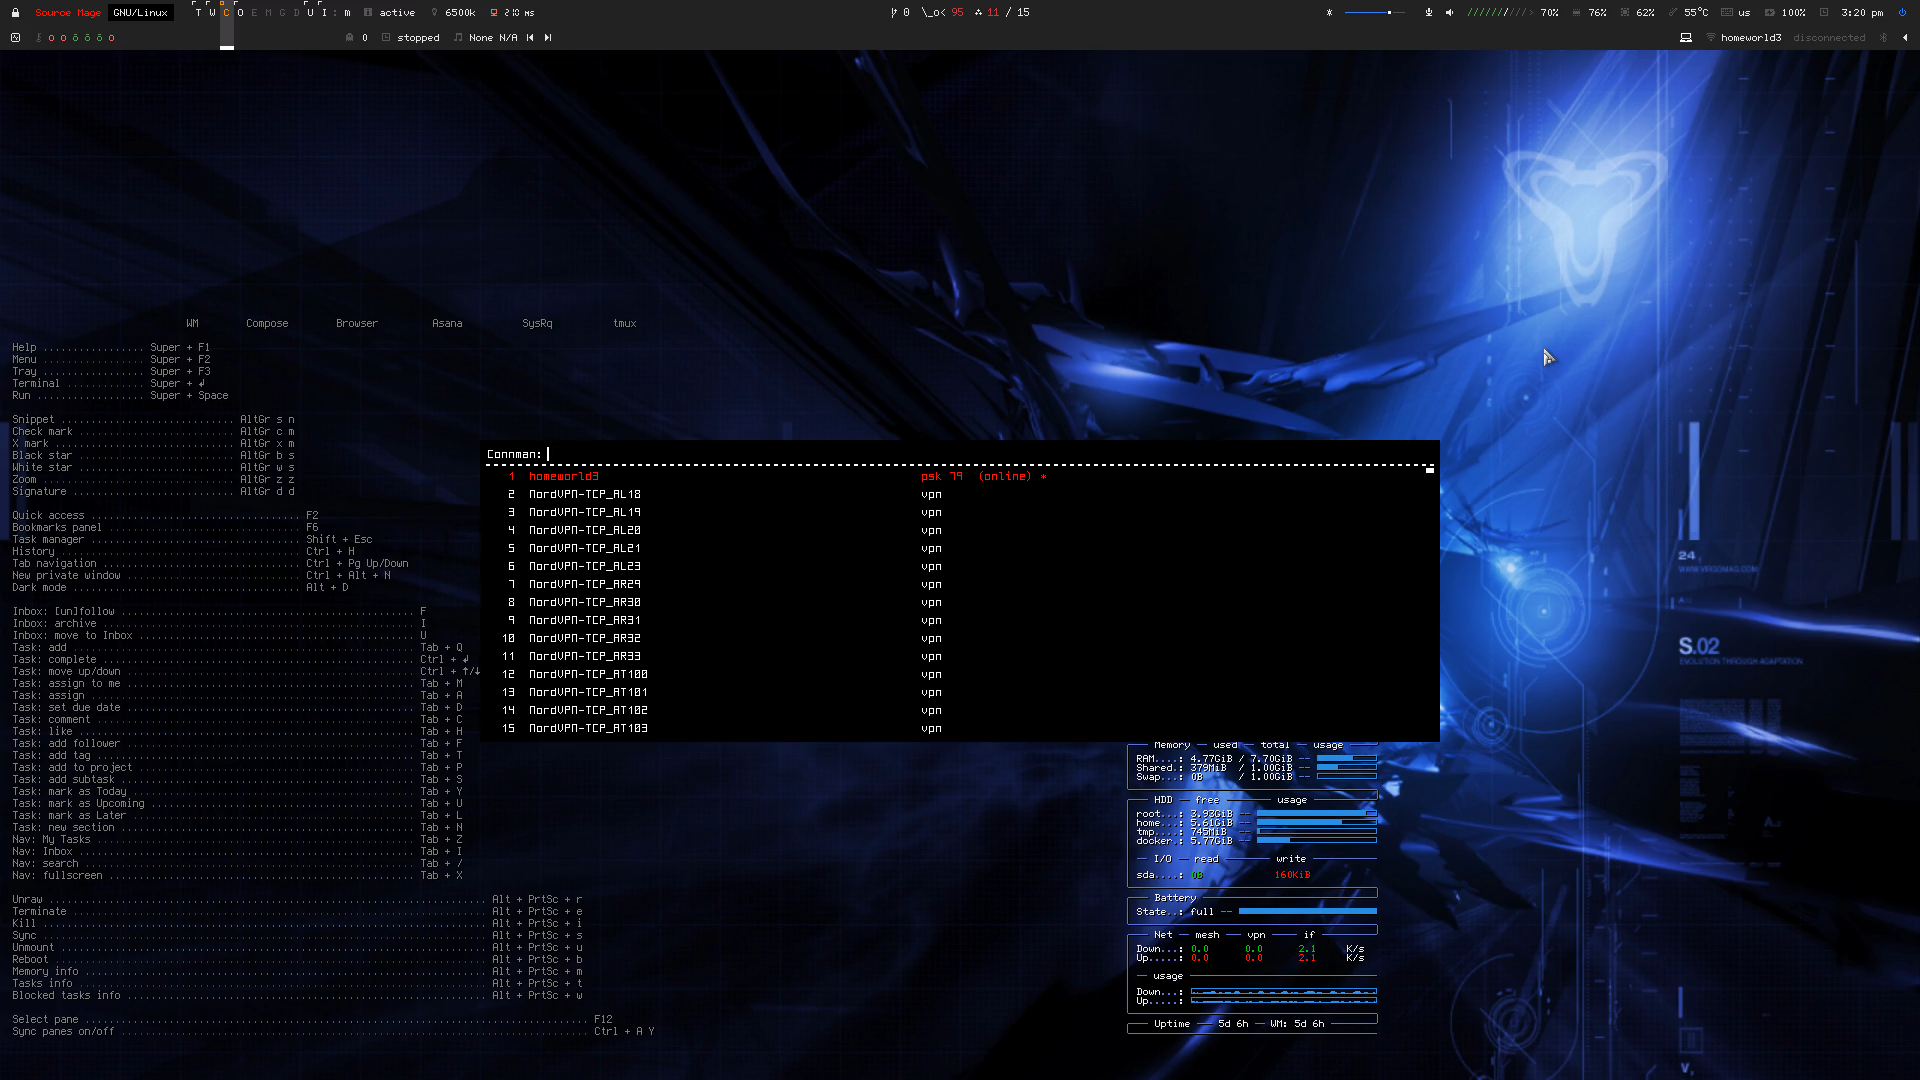 Source Mage GNU/Linux T W C O E M G D U I : m active 6500k 210 ms
0 \_o< 95 11 / 15
70% 76% 62% 55°C us 100% 3:20 pm
0 stopped None N/A
homeworld3 disconnected
WM Compose Browser Asana SysRq tmux
Help ................. Super + F1
Menu ................. Super + F2
Tray ................. Super + F3
Terminal ............. Super + ↲
Run .................. Super + Space
Snippet ................................ AltGr s n
Check mark ........................... AltGr c m
X mark ................................ AltGr x m
Black star ........................... AltGr b s
White star ........................... AltGr w s
Zoom ................................... AltGr z z
Signature ............................. AltGr d d
Quick access .................................... F2
Bookmarks panel ................................ F6
Task manager .................................... Shift + Esc
History .......................................... Ctrl + H
Tab navigation .................................. Ctrl + Pg Up/Down
New private window ............................. Ctrl + Alt + N
Dark mode ....................................... Alt + D
Inbox: [un]follow ................................................. F
Inbox: archive ..................................................... I
Inbox: move to Inbox .............................................. U
Task: add ........................................................... Tab + Q
Task: complete ..................................................... Ctrl + ↲
Task: move up/down ................................................ Ctrl + ↑/↓
Task: assign to me ................................................ Tab + M
Task: assign ....................................................... Tab + A
Task: set due date ................................................ Tab + D
Task: comment ...................................................... Tab + C
Task: like .......................................................... Tab + H
Task: add follower ................................................ Tab + F
Task: add tag ...................................................... Tab + T
Task: add to project .............................................. Tab + P
Task: add subtask ................................................. Tab + S
Task: mark as Today ............................................... Tab + Y
Task: mark as Upcoming ............................................ Tab + U
Task: mark as Later ............................................... Tab + L
Task: new section ................................................. Tab + N
Nav: My Tasks ...................................................... Tab + Z
Nav: Inbox .......................................................... Tab + I
Nav: search ........................................................ Tab + /
Nav: fullscreen .................................................... Tab + X
Unraw .......................................................................... Alt + PrtSc + r
Terminate ..................................................................... Alt + PrtSc + e
Kill ............................................................................ Alt + PrtSc + i
Sync ............................................................................ Alt + PrtSc + s
Unmount ........................................................................ Alt + PrtSc + u
Reboot ......................................................................... Alt + PrtSc + b
Memory info ................................................................... Alt + PrtSc + m
Tasks info .................................................................... Alt + PrtSc + t
Blocked tasks info ............................................................ Alt + PrtSc + w
Select pane ..................................................................................... F12
Sync panes on/off .............................................................................. Ctrl + A Y
Connman:
1 homeworld3 psk 79 (online) *
2 NordVPN-TCP_AL18 vpn
3 NordVPN-TCP_AL19 vpn
4 NordVPN-TCP_AL20 vpn
5 NordVPN-TCP_AL21 vpn
6 NordVPN-TCP_AL23 vpn
7 NordVPN-TCP_AR29 vpn
8 NordVPN-TCP_AR30 vpn
9 NordVPN-TCP_AR31 vpn
10 NordVPN-TCP_AR32 vpn
11 NordVPN-TCP_AR33 vpn
12 NordVPN-TCP_AT100 vpn
13 NordVPN-TCP_AT101 vpn
14 NordVPN-TCP_AT102 vpn
15 NordVPN-TCP_AT103 vpn
Memory used total usage
RAM....: 4.77GiB / 7.70GiB
Shared.: 379MiB / 1.00GiB
Swap...: 0B / 1.00GiB
HDD free usage
root...: 3.93GiB
home...: 5.61GiB
tmp....: 745MiB
docker.: 5.77GiB
I/O read write
sda....: 0B 160KiB
Battery
State..: full
Net mesh vpn if
Down...: 0.0 0.0 2.1 K/s
Up.....: 0.0 0.0 2.1 K/s
usage
Down...:
Up.....:
Uptime 5d 6h WM: 5d 6h
24
S.02
EVOLUTION THROUGH ADAPTATION